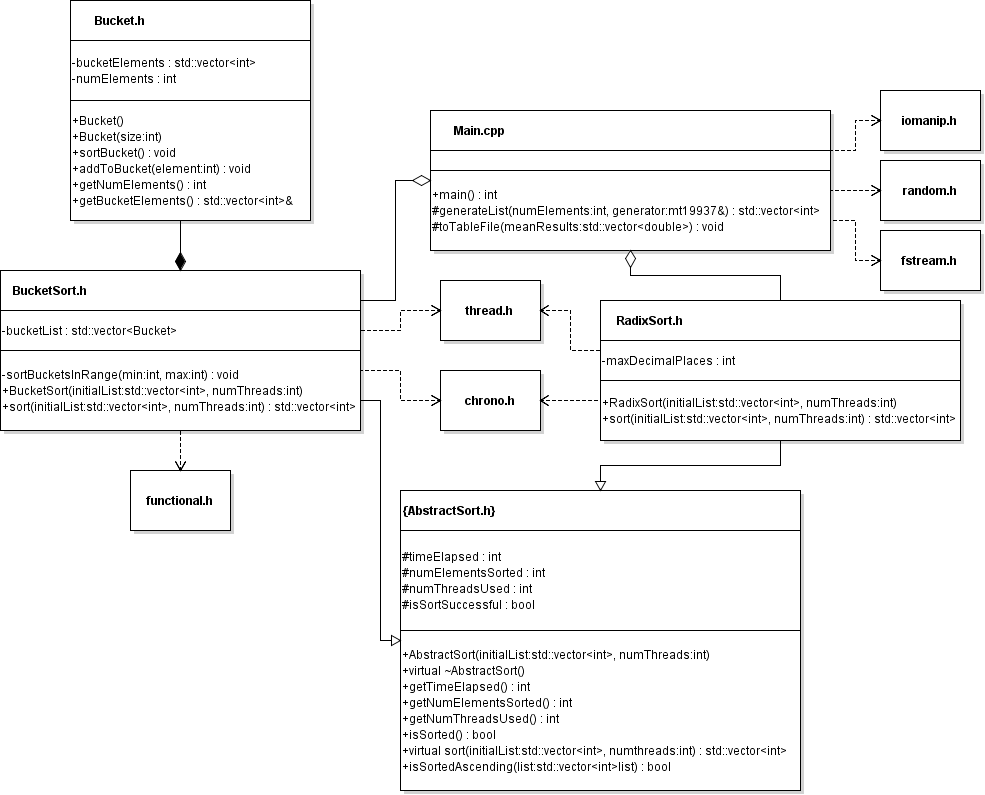 Bucket.h
-bucketElements : std::vector<int>
-numElements : int
+Bucket()
+Bucket(size:int)
+sortBucket() : void
+addToBucket(element:int) : void
+getNumElements() : int
+getBucketElements() : std::vector<int>&
Main.cpp
+main() : int
#generateList(numElements:int, generator:mt19937&) : std::vector<int>
#toTableFile(meanResults:std::vector<double>) : void
iomanip.h
random.h
fstream.h
BucketSort.h
-bucketList : std::vector<Bucket>
-sortBucketsInRange(min:int, max:int) : void
+BucketSort(initialList:std::vector<int>, numThreads:int)
+sort(initialList:std::vector<int>, numThreads:int) : std::vector<int>
thread.h
chrono.h
RadixSort.h
-maxDecimalPlaces : int
+RadixSort(initialList:std::vector<int>, numThreads:int)
+sort(initialList:std::vector<int>, numThreads:int) : std::vector<int>
functional.h
{AbstractSort.h}
#timeElapsed : int
#numElementsSorted : int
#numThreadsUsed : int
#isSortSuccessful : bool
+AbstractSort(initialList:std::vector<int>, numThreads:int)
+virtual ~AbstractSort()
+getTimeElapsed() : int
+getNumElementsSorted() : int
+getNumThreadsUsed() : int
+isSorted() : bool
+virtual sort(initialList:std::vector<int>, numthreads:int) : std::vector<int>
+isSortedAscending(list:std::vector<int>list) : bool